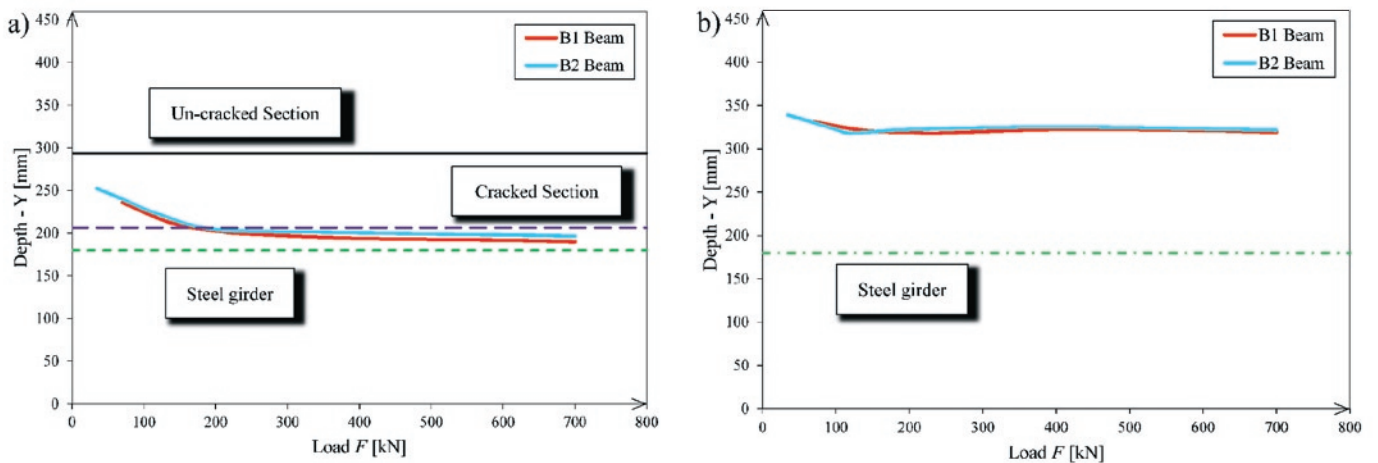 a)
450
400
350
300
250
200
150
100
50
0
Depth - Y [mm]
B1 Beam
B2 Beam
Un-cracked Section
Cracked Section
Steel girder
0 100 200 300 400 500 600 700 800
Load F [kN]
b)
450
400
350
300
250
200
150
100
50
0
Depth - Y [mm]
B1 Beam
B2 Beam
Steel girder
0 100 200 300 400 500 600 700 800
Load F [kN]